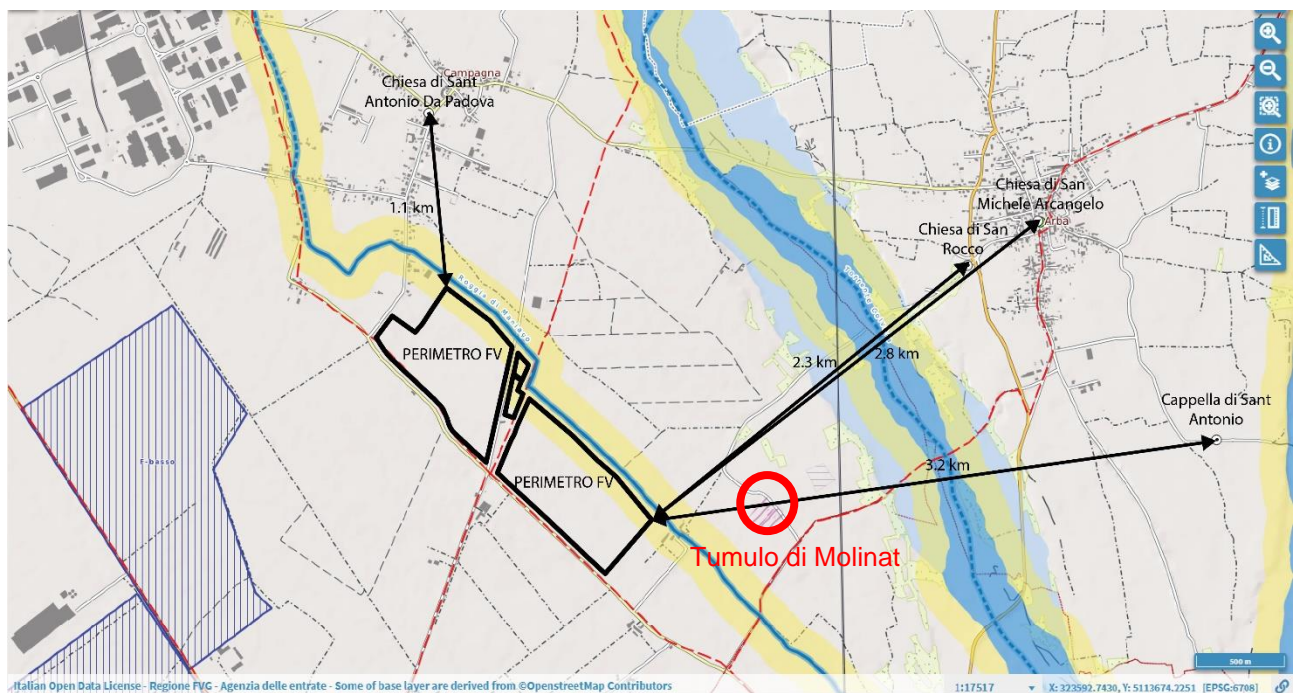 Campagna
Chiesa di Sant
Antonio Da Padova
1.1 km
Roggia di Maniago
PERIMETRO FV
PERIMETRO FV
F-basso
Chiesa di San
Michele Arcangelo
Arba
Chiesa di San
Rocco
2.3 km
2.8 km
Cappella di Sant
Antonio
3.2 km
Tumulo di Molinat
500 m
Italian Open Data License - Regione FVG - Agenzia delle entrate - Some of base layer are derived from ©OpenstreetMap Contributors
1:17517
X: 323592.7430, Y: 5113674.2251 [EPSG:6708]